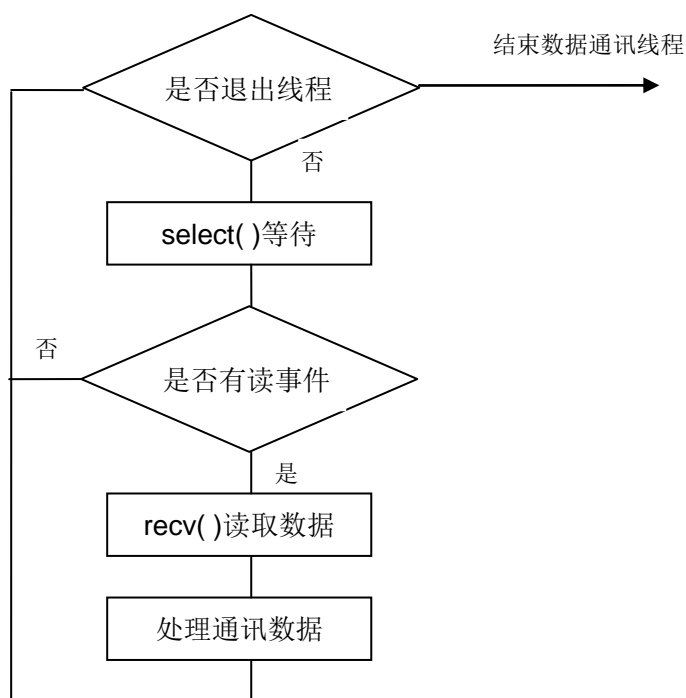 结束数据通讯线程
是否退出线程
否
select( )等待
否
是否有读事件
是
recv( )读取数据
处理通讯数据